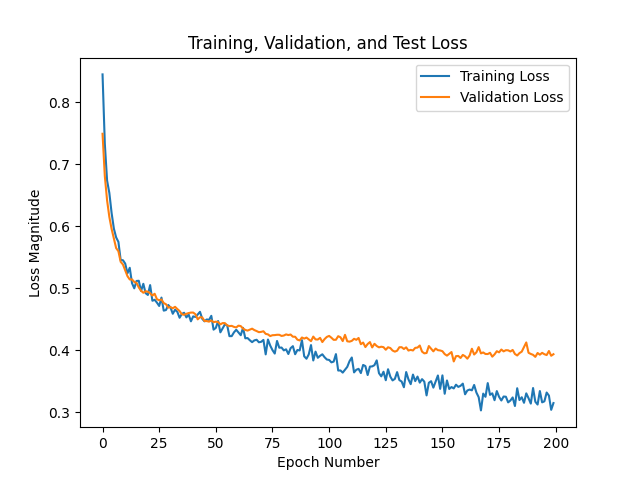 Training, Validation, and Test Loss
Training Loss
Validation Loss
Loss Magnitude
0.8
0.7
0.6
0.5
0.4
0.3
0 25 50 75 100 125 150 175 200
Epoch Number